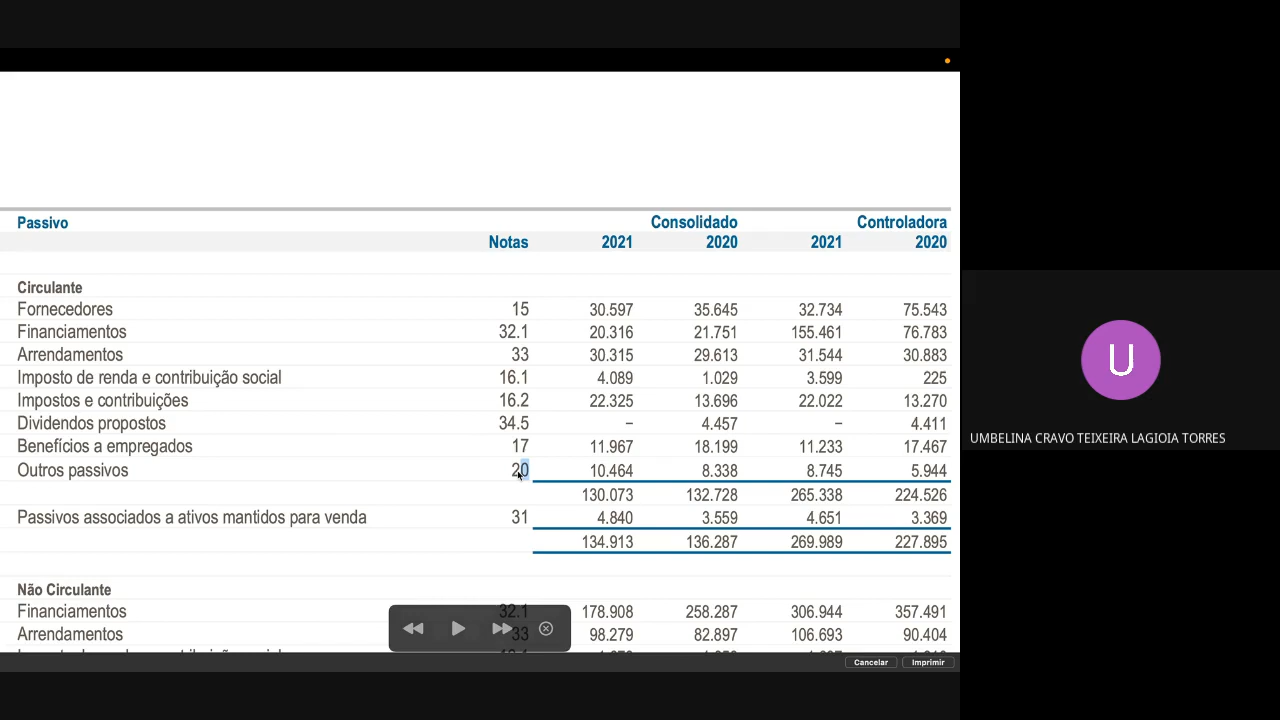 Passivo Consolidado Controladora
Notas 2021 2020 2021 2020
Circulante
Fornecedores 15 30.597 35.645 32.734 75.543
Financiamentos 32.1 20.316 21.751 155.461 76.783
Arrendamentos 33 30.315 29.613 31.544 30.883
Imposto de renda e contribuição social 16.1 4.089 1.029 3.599 225
Impostos e contribuições 16.2 22.325 13.696 22.022 13.270
Dividendos propostos 34.5 – 4.457 – 4.411
Benefícios a empregados 17 11.967 18.199 11.233 17.467
Outros passivos 20 10.464 8.338 8.745 5.944
130.073 132.728 265.338 224.526
Passivos associados a ativos mantidos para venda 31 4.840 3.559 4.651 3.369
134.913 136.287 269.989 227.895
Não Circulante
Financiamentos 32.1 178.908 258.287 306.944 357.491
Arrendamentos 33 98.279 82.897 106.693 90.404
Cancelar Imprimir
U
UMBELINA CRAVO TEIXEIRA LAGIOIA TORRES